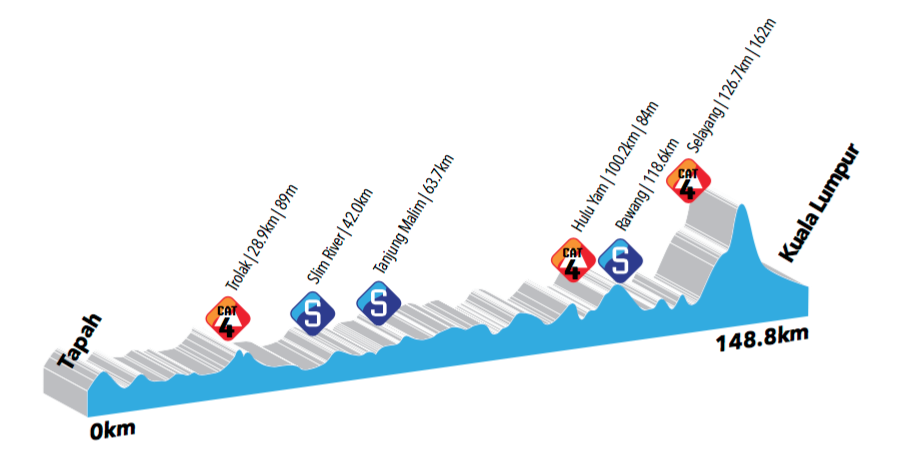 Tapah
0km
CAT
4
Trolak | 28.9km | 89m
S
Slim River | 42.0km
S
Tanjung Malim | 63.7km
CAT
4
Hulu Yam | 100.2km | 84m
S
Rawang | 118.6km
CAT
4
Selayang | 126.7km | 162m
Kuala Lumpur
148.8km